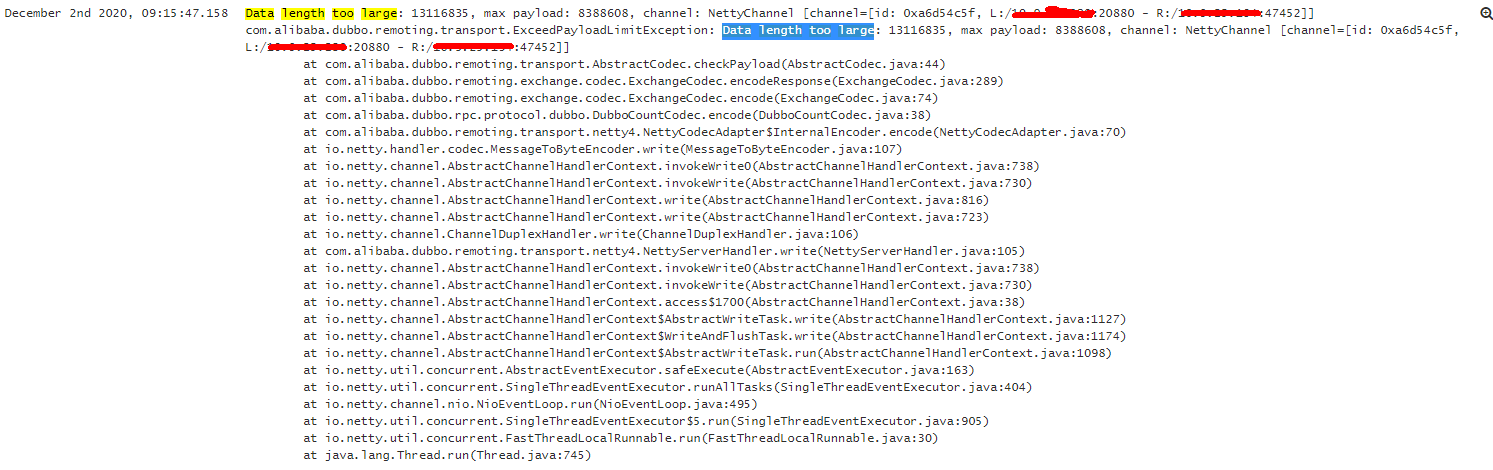 December 2nd 2020, 09:15:47.158 Data length too large: 13116835, max payload: 8388608, channel: NettyChannel [channel=[id: 0xa6d54c5f, L:/:20880 - R:/:47452]]
com.alibaba.dubbo.remoting.transport.ExceedPayloadLimitException: Data length too large: 13116835, max payload: 8388608, channel: NettyChannel [channel=[id: 0xa6d54c5f,
L:/:20880 - R:/:47452]]
at com.alibaba.dubbo.remoting.transport.AbstractCodec.checkPayload(AbstractCodec.java:44)
at com.alibaba.dubbo.remoting.exchange.codec.ExchangeCodec.encodeResponse(ExchangeCodec.java:289)
at com.alibaba.dubbo.remoting.exchange.codec.ExchangeCodec.encode(ExchangeCodec.java:74)
at com.alibaba.dubbo.rpc.protocol.dubbo.DubboCountCodec.encode(DubboCountCodec.java:38)
at com.alibaba.dubbo.remoting.transport.netty4.NettyCodecAdapter$InternalEncoder.encode(NettyCodecAdapter.java:70)
at io.netty.handler.codec.MessageToByteEncoder.write(MessageToByteEncoder.java:107)
at io.netty.channel.AbstractChannelHandlerContext.invokeWrite0(AbstractChannelHandlerContext.java:738)
at io.netty.channel.AbstractChannelHandlerContext.invokeWrite(AbstractChannelHandlerContext.java:730)
at io.netty.channel.AbstractChannelHandlerContext.write(AbstractChannelHandlerContext.java:816)
at io.netty.channel.AbstractChannelHandlerContext.write(AbstractChannelHandlerContext.java:723)
at io.netty.channel.ChannelDuplexHandler.write(ChannelDuplexHandler.java:106)
at com.alibaba.dubbo.remoting.transport.netty4.NettyServerHandler.write(NettyServerHandler.java:105)
at io.netty.channel.AbstractChannelHandlerContext.invokeWrite0(AbstractChannelHandlerContext.java:738)
at io.netty.channel.AbstractChannelHandlerContext.invokeWrite(AbstractChannelHandlerContext.java:730)
at io.netty.channel.AbstractChannelHandlerContext.access$1700(AbstractChannelHandlerContext.java:38)
at io.netty.channel.AbstractChannelHandlerContext$AbstractWriteTask.write(AbstractChannelHandlerContext.java:1127)
at io.netty.channel.AbstractChannelHandlerContext$WriteAndFlushTask.write(AbstractChannelHandlerContext.java:1174)
at io.netty.channel.AbstractChannelHandlerContext$AbstractWriteTask.run(AbstractChannelHandlerContext.java:1098)
at io.netty.util.concurrent.AbstractEventExecutor.safeExecute(AbstractEventExecutor.java:163)
at io.netty.util.concurrent.SingleThreadEventExecutor.runAllTasks(SingleThreadEventExecutor.java:404)
at io.netty.channel.nio.NioEventLoop.run(NioEventLoop.java:495)
at io.netty.util.concurrent.SingleThreadEventExecutor$5.run(SingleThreadEventExecutor.java:905)
at io.netty.util.concurrent.FastThreadLocalRunnable.run(FastThreadLocalRunnable.java:30)
at java.lang.Thread.run(Thread.java:745)